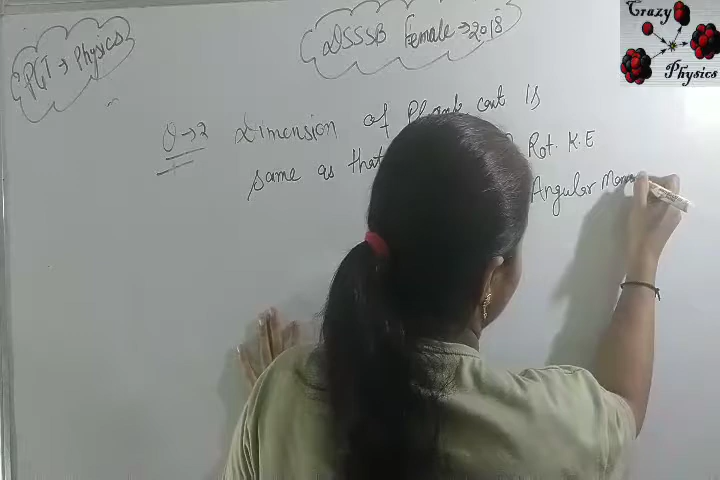 PGT → Physics
DSSSB Female → 2018
Crazy Physics
Q → 2 Dimension of Plank cont is
same as that Rot. K.E
Angular Mom